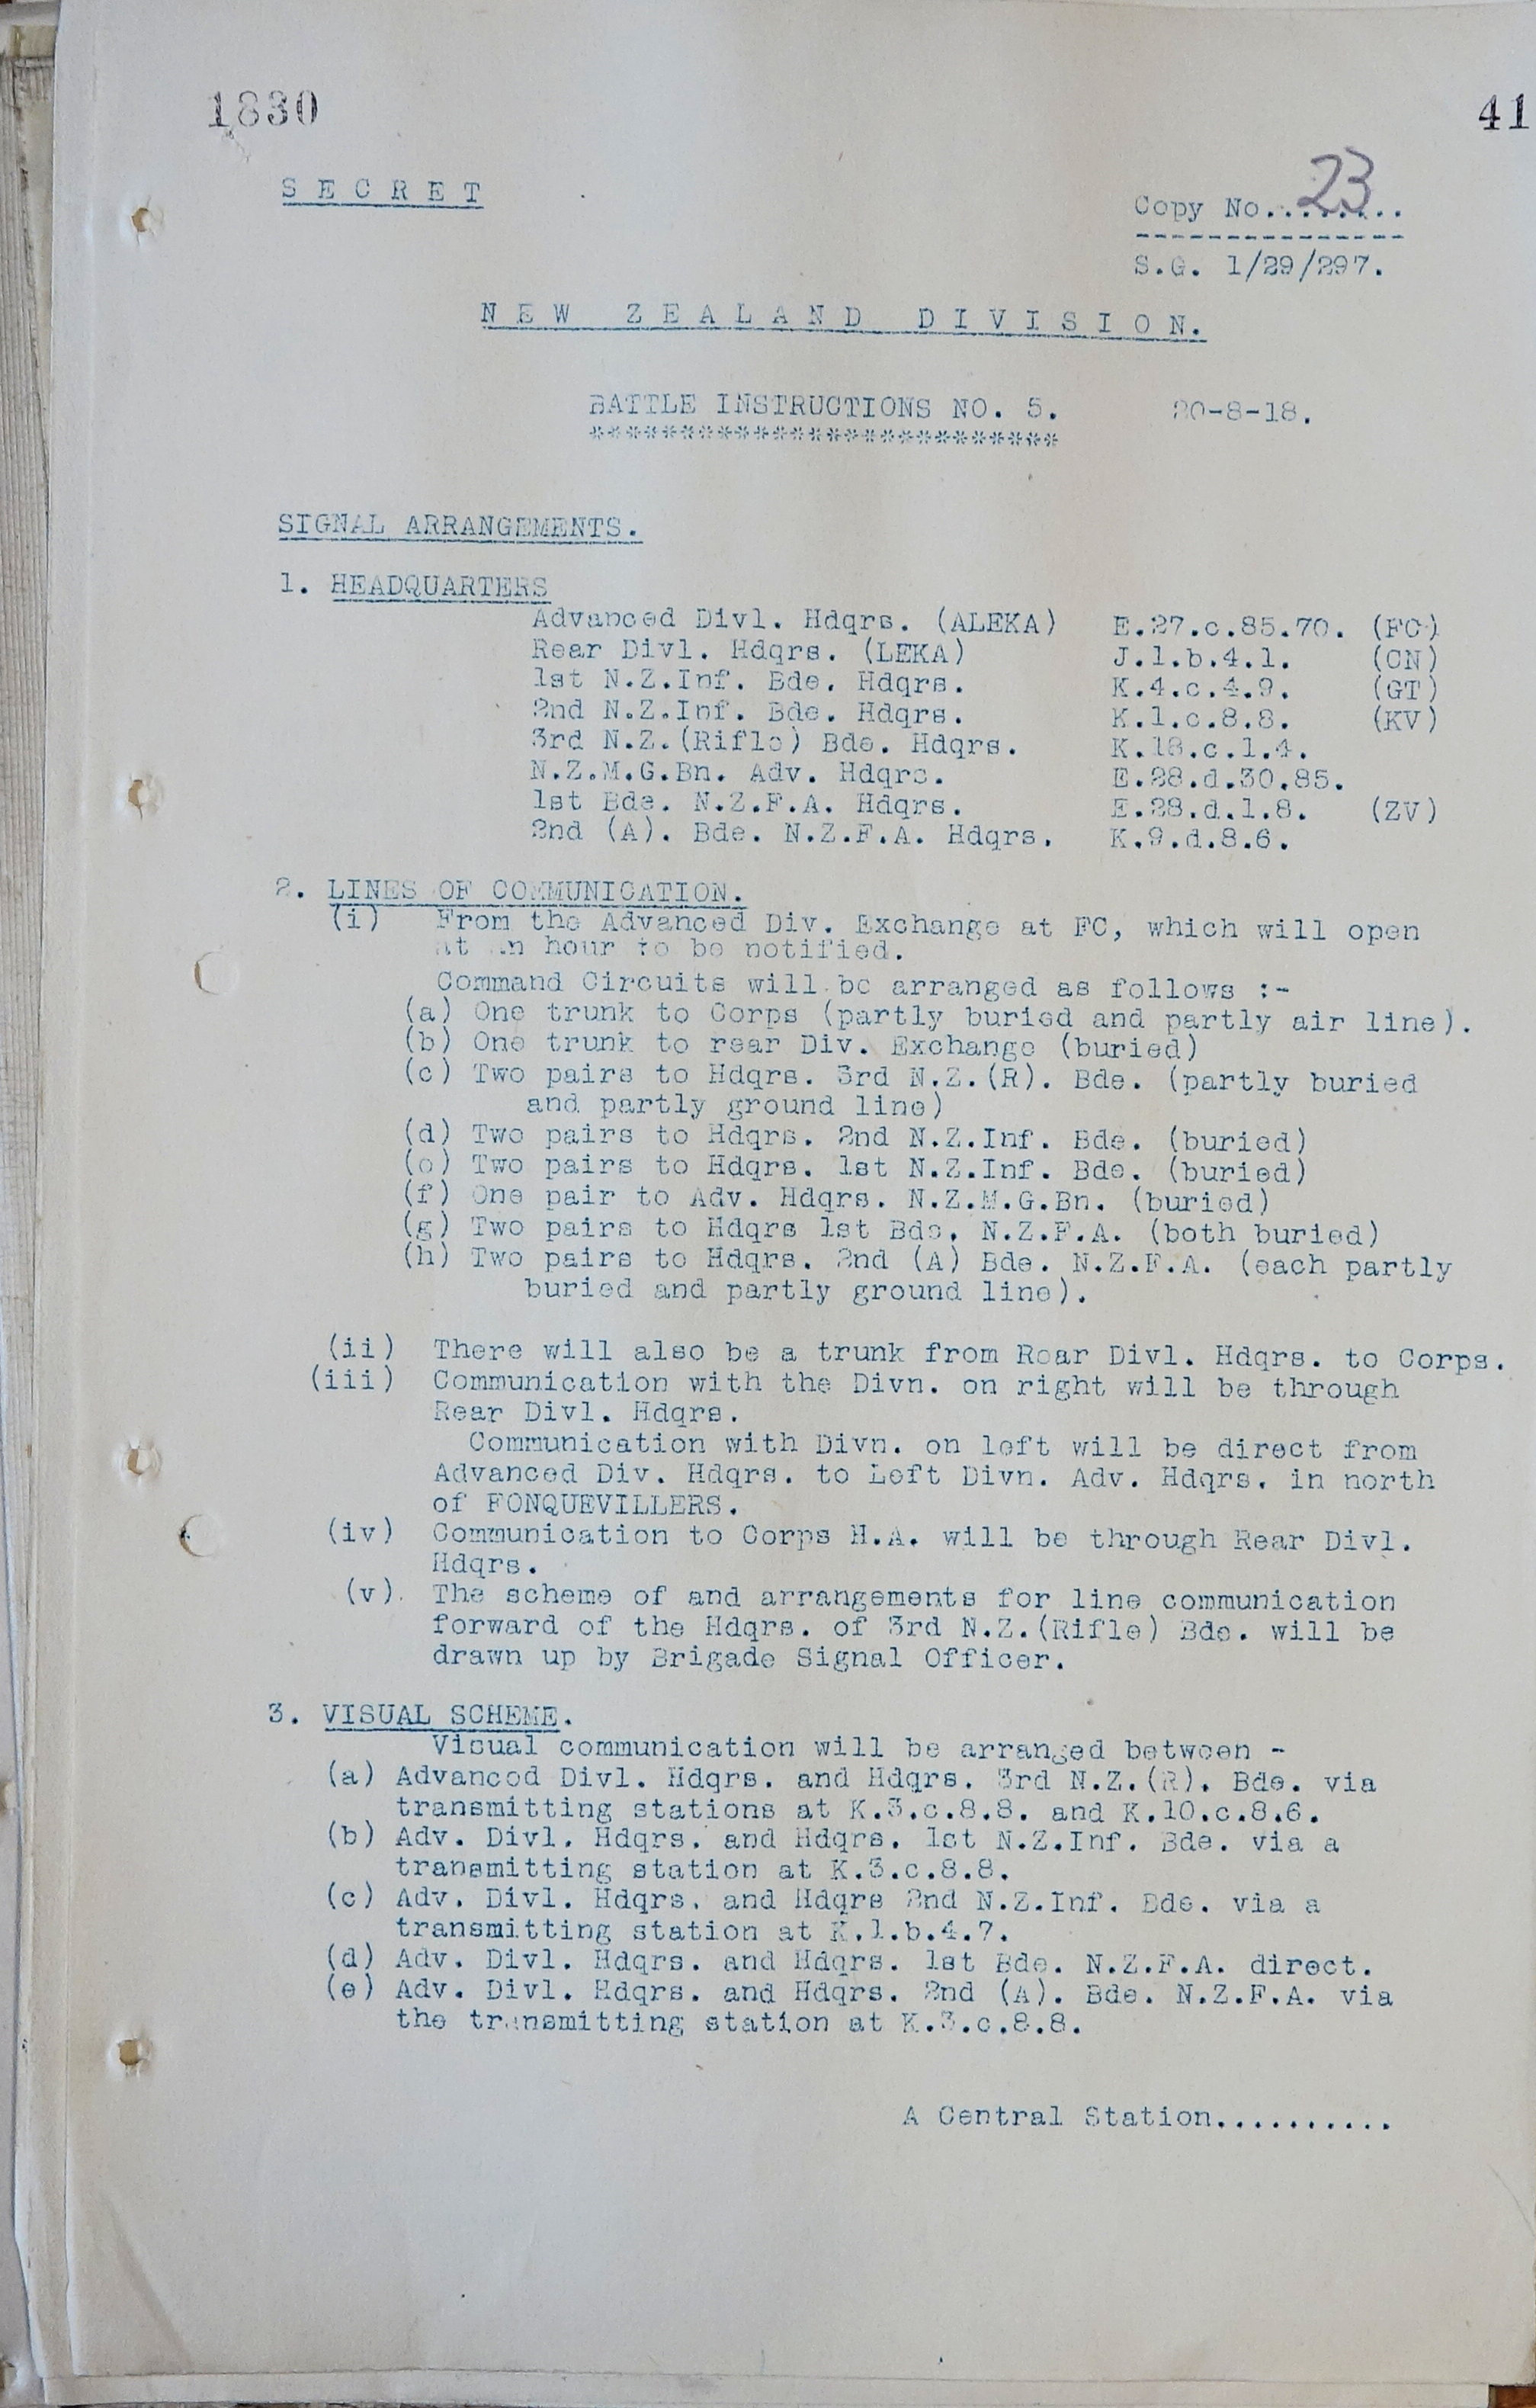 1830
41
SECRET
Copy No. 23
S.G. 1/29/297.
NEW ZEALAND DIVISION.
BATTLE INSTRUCTIONS NO. 5. 20-8-18.
*****************************
SIGNAL ARRANGEMENTS.
1. HEADQUARTERS
Advanced Divl. Hdqrs. (ALEKA) E.27.c.85.70. (FC)
Rear Divl. Hdqrs. (LEKA) J.1.b.4.1. (CN)
1st N.Z.Inf. Bde. Hdqrs. K.4.c.4.9. (GT)
2nd N.Z.Inf. Bde. Hdqrs. K.1.c.8.8. (KV)
3rd N.Z.(Rifle) Bde. Hdqrs. K.18.c.1.4.
N.Z.M.G.Bn. Adv. Hdqrs. E.28.d.30.85.
1st Bde. N.Z.F.A. Hdqrs. E.28.d.1.8. (ZV)
2nd (A). Bde. N.Z.F.A. Hdqrs. K.9.d.8.6.
2. LINES OF COMMUNICATION.
(i) From the Advanced Div. Exchange at FC, which will open
at an hour to be notified.
Command Circuits will be arranged as follows :-
(a) One trunk to Corps (partly buried and partly air line).
(b) One trunk to rear Div. Exchange (buried)
(c) Two pairs to Hdqrs. 3rd N.Z.(R). Bde. (partly buried
and partly ground line)
(d) Two pairs to Hdqrs. 2nd N.Z.Inf. Bde. (buried)
(e) Two pairs to Hdqrs. 1st N.Z.Inf. Bde. (buried)
(f) One pair to Adv. Hdqrs. N.Z.M.G.Bn. (buried)
(g) Two pairs to Hdqrs 1st Bde. N.Z.F.A. (both buried)
(h) Two pairs to Hdqrs. 2nd (A) Bde. N.Z.F.A. (each partly
buried and partly ground line).
(ii) There will also be a trunk from Rear Divl. Hdqrs. to Corps.
(iii) Communication with the Divn. on right will be through
Rear Divl. Hdqrs.
Communication with Divn. on left will be direct from
Advanced Div. Hdqrs. to Left Divn. Adv. Hdqrs. in north
of FONQUEVILLERS.
(iv) Communication to Corps H.A. will be through Rear Divl.
Hdqrs.
(v). The scheme of and arrangements for line communication
forward of the Hdqrs. of 3rd N.Z.(Rifle) Bde. will be
drawn up by Brigade Signal Officer.
3. VISUAL SCHEME.
Visual communication will be arranged between -
(a) Advanced Divl. Hdqrs. and Hdqrs. 3rd N.Z.(R). Bde. via
transmitting stations at K.3.c.8.8. and K.10.c.8.6.
(b) Adv. Divl. Hdqrs. and Hdqrs. 1st N.Z.Inf. Bde. via a
transmitting station at K.3.c.8.8.
(c) Adv. Divl. Hdqrs. and Hdqrs 2nd N.Z.Inf. Bde. via a
transmitting station at K.1.b.4.7.
(d) Adv. Divl. Hdqrs. and Hdqrs. 1st Bde. N.Z.F.A. direct.
(e) Adv. Divl. Hdqrs. and Hdqrs. 2nd (A). Bde. N.Z.F.A. via
the transmitting station at K.3.c.8.8.
A Central Station..........